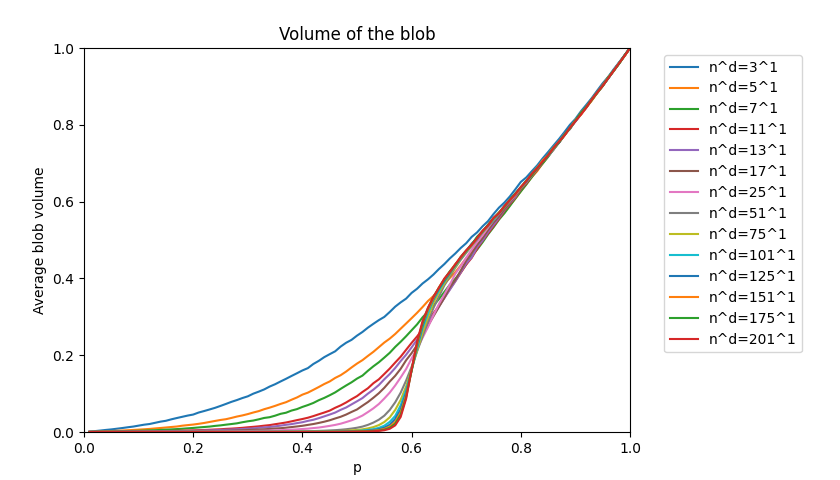 Volume of the blob
Average blob volume
1.0
0.8
0.6
0.4
0.2
0.0
0.0 0.2 0.4 0.6 0.8 1.0
p
n^d=3^1
n^d=5^1
n^d=7^1
n^d=11^1
n^d=13^1
n^d=17^1
n^d=25^1
n^d=51^1
n^d=75^1
n^d=101^1
n^d=125^1
n^d=151^1
n^d=175^1
n^d=201^1